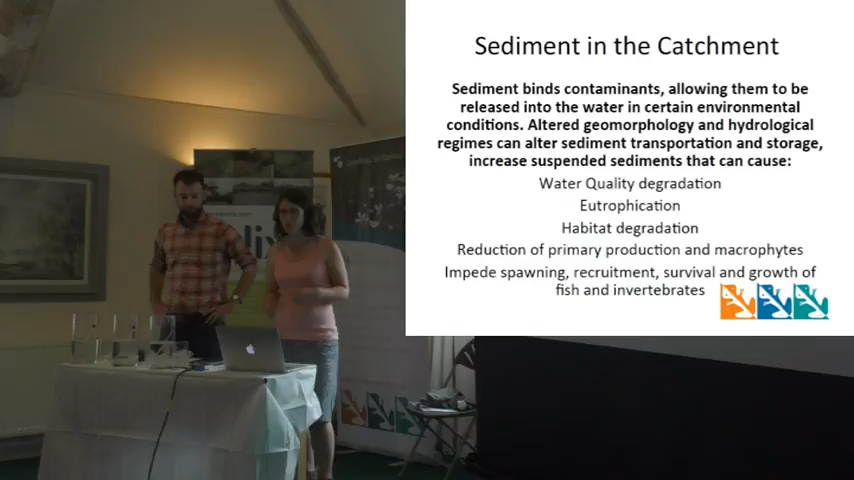 Sediment in the Catchment
Sediment binds contaminants, allowing them to be
released into the water in certain environmental
conditions. Altered geomorphology and hydrological
regimes can alter sediment transportation and storage,
increase suspended sediments that can cause:
Water Quality degradation
Eutrophication
Habitat degradation
Reduction of primary production and macrophytes
Impede spawning, recruitment, survival and growth of
fish and invertebrates